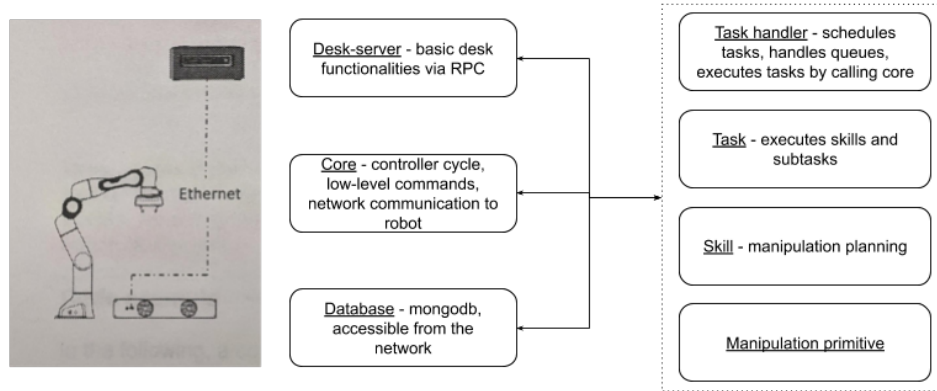 Ethernet
Desk-server - basic desk
functionalities via RPC
Core - controller cycle,
low-level commands,
network communication to
robot
Database - mongodb,
accessible from the
network
Task handler - schedules
tasks, handles queues,
executes tasks by calling core
Task - executes skills and
subtasks
Skill - manipulation planning
Manipulation primitive